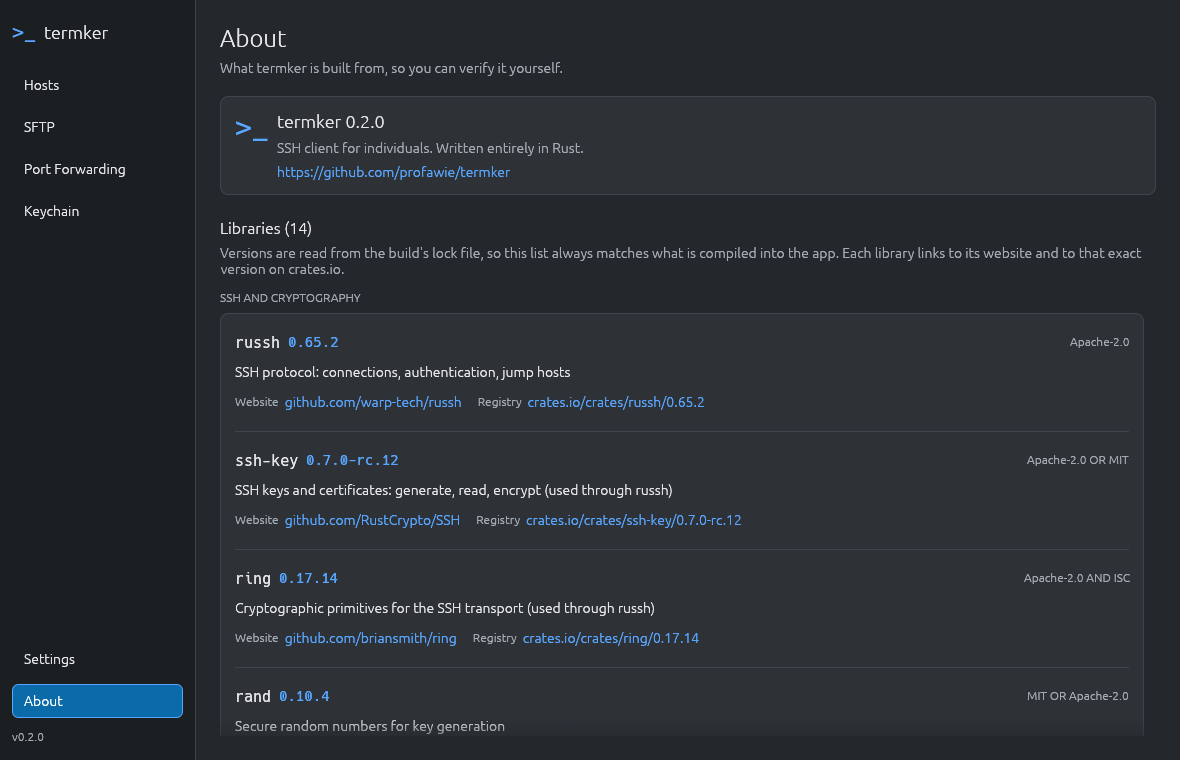 >_ termker
Hosts
SFTP
Port Forwarding
Keychain
Settings
About
v0.2.0
About
What termker is built from, so you can verify it yourself.
>_
termker 0.2.0
SSH client for individuals. Written entirely in Rust.
https://github.com/profawie/termker
Libraries (14)
Versions are read from the build's lock file, so this list always matches what is compiled into the app. Each library links to its website and to that exact
version on crates.io.
SSH AND CRYPTOGRAPHY
russh 0.65.2 Apache-2.0
SSH protocol: connections, authentication, jump hosts
Website github.com/warp-tech/russh Registry crates.io/crates/russh/0.65.2
ssh-key 0.7.0-rc.12 Apache-2.0 OR MIT
SSH keys and certificates: generate, read, encrypt (used through russh)
Website github.com/RustCrypto/SSH Registry crates.io/crates/ssh-key/0.7.0-rc.12
ring 0.17.14 Apache-2.0 AND ISC
Cryptographic primitives for the SSH transport (used through russh)
Website github.com/briansmith/ring Registry crates.io/crates/ring/0.17.14
rand 0.10.4 MIT OR Apache-2.0
Secure random numbers for key generation